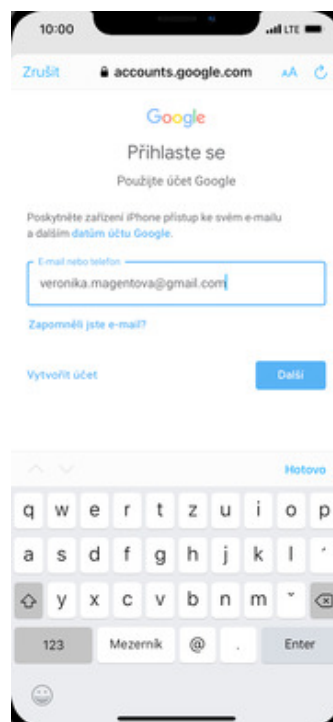 10:00 LTE
Zrušit accounts.google.com AA
Google
Přihlaste se
Použijte účet Google
Poskytněte zařízení iPhone přístup ke svém e-mailu
a dalším datům účtu Google.
E-mail nebo telefon
veronika.magentova@gmail.com
Zapomněli jste e-mail?
Vytvořit účet Další
Hotovo
q w e r t z u i o p
a s d f g h j k l ´
y x c v b n m ˇ
123 Mezerník @ . Enter